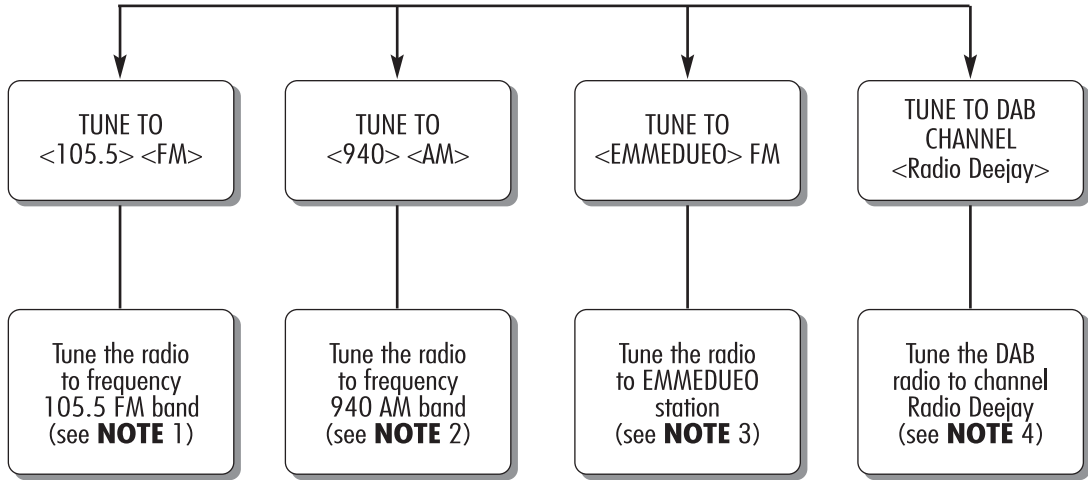 TUNE TO
<105.5> <FM>
TUNE TO
<940> <AM>
TUNE TO
<EMMEDUEO> FM
TUNE TO DAB
CHANNEL
<Radio Deejay>
Tune the radio
to frequency
105.5 FM band
(see NOTE 1)
Tune the radio
to frequency
940 AM band
(see NOTE 2)
Tune the radio
to EMMEDUEO
station
(see NOTE 3)
Tune the DAB
radio to channel
Radio Deejay
(see NOTE 4)